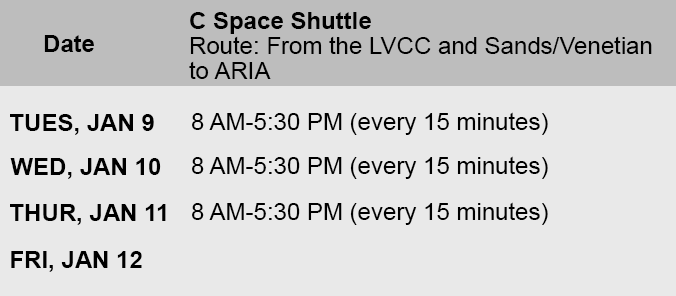 Date
C Space Shuttle
Route: From the LVCC and Sands/Venetian
to ARIA
TUES, JAN 9 8 AM-5:30 PM (every 15 minutes)
WED, JAN 10 8 AM-5:30 PM (every 15 minutes)
THUR, JAN 11 8 AM-5:30 PM (every 15 minutes)
FRI, JAN 12